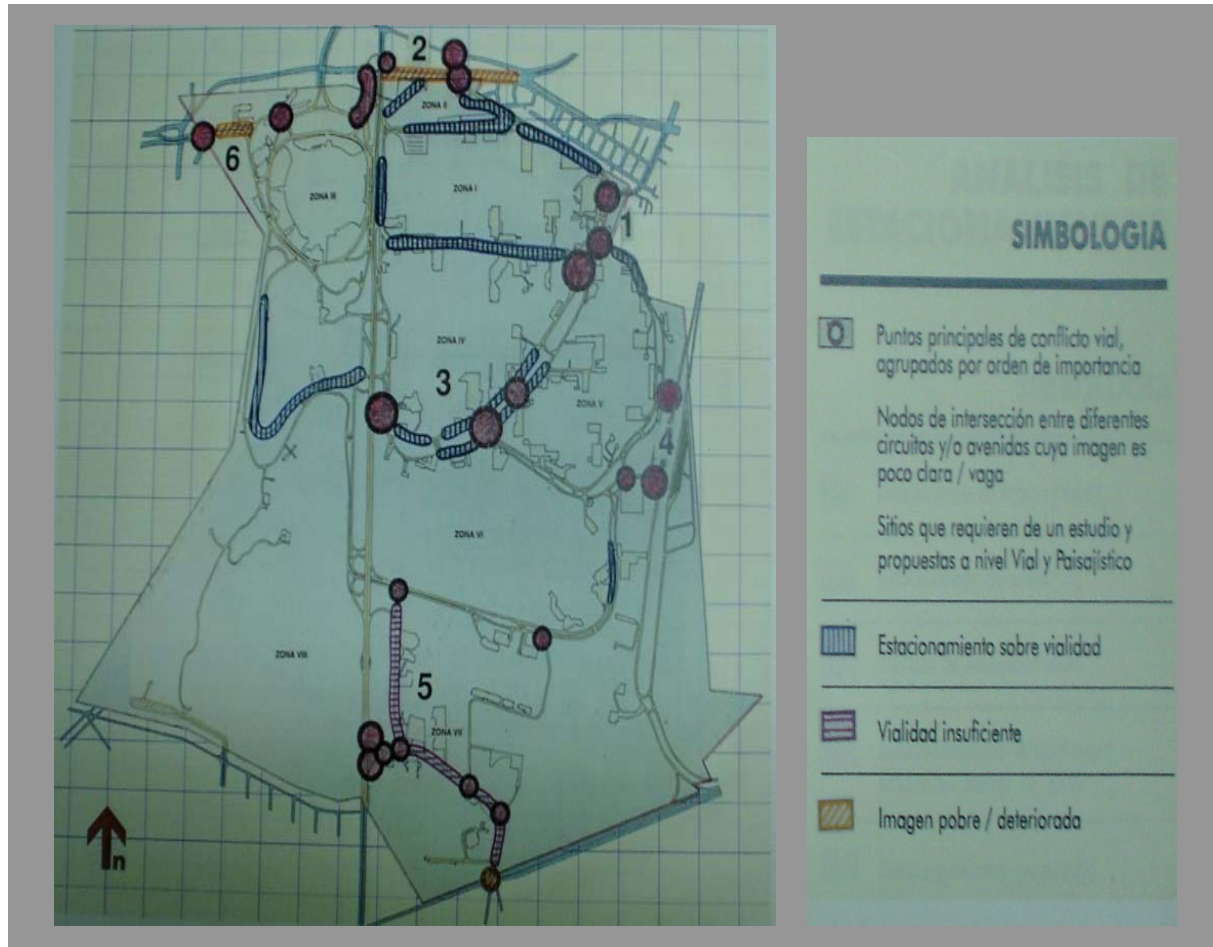 2
ZONA II
6
ZONA III
ZONA I
1
ZONA IV
3
ZONA V
4
ZONA VI
ZONA VIII
5
ZONA VII
n
SIMBOLOGIA
Puntos principales de conflicto vial,
agrupados por orden de importancia
Nodos de intersección entre diferentes
circuitos y/o avenidas cuya imagen es
poco clara / vaga
Sitios que requieren de un estudio y
propuestas a nivel Vial y Paisajístico
Estacionamiento sobre vialidad
Vialidad insuficiente
Imagen pobre / deteriorada